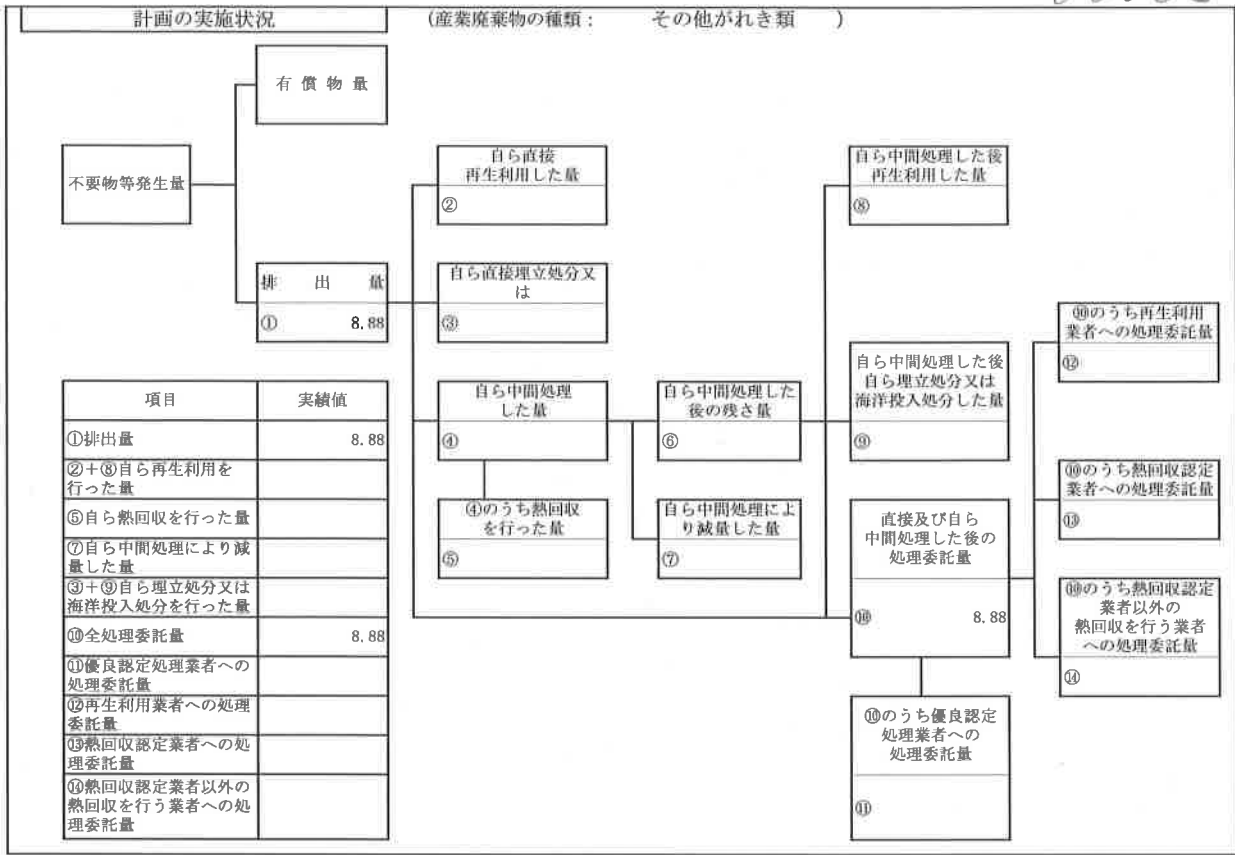 計画の実施状況
(産業廃棄物の種類： その他がれき類 )
有償物量
不要物等発生量
排出量
① 8.88
自ら直接
再生利用した量
②
自ら直接埋立処分又
は
③
自ら中間処理
した量
④
④のうち熱回収
を行った量
⑤
自ら中間処理した
後の残さ量
⑥
自ら中間処理によ
り減量した量
⑦
自ら中間処理した後
再生利用した量
⑧
自ら中間処理した後
自ら埋立処分又は
海洋投入処分した量
⑨
直接及び自ら
中間処理した後の
処理委託量
⑩ 8.88
⑩のうち優良認定
処理業者への
処理委託量
⑪
⑩のうち再生利用
業者への処理委託量
⑫
⑩のうち熱回収認定
業者への処理委託量
⑬
⑩のうち熱回収認定
業者以外の
熱回収を行う業者
への処理委託量
⑭
項目 実績値
①排出量 8.88
②＋⑧自ら再生利用を
行った量
⑤自ら熱回収を行った量
⑦自ら中間処理により減
量した量
③＋⑨自ら埋立処分又は
海洋投入処分を行った量
⑩全処理委託量 8.88
⑪優良認定処理業者への
処理委託量
⑫再生利用業者への処理
委託量
⑬熱回収認定業者への処
理委託量
⑭熱回収認定業者以外の
熱回収を行う業者への処
理委託量